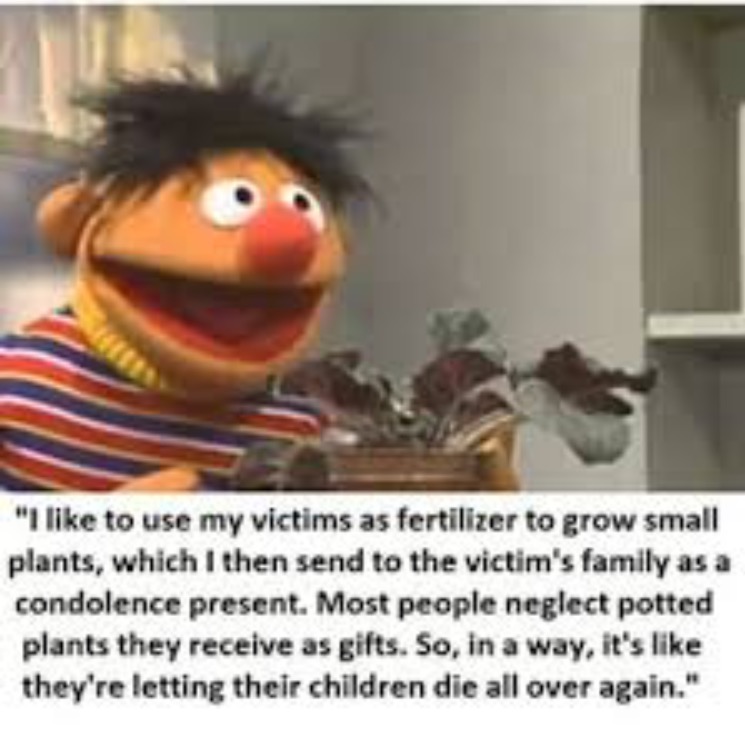 "I like to use my victims as fertilizer to grow small
plants, which I then send to the victim's family as a
condolence present. Most people neglect potted
plants they receive as gifts. So, in a way, it's like
they're letting their children die all over again."